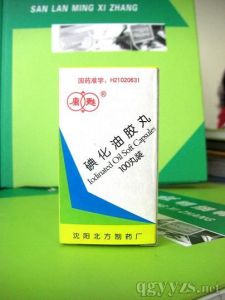 SAN LAN MING XI ZHANG
国药准字:H21020631
®
碘化油胶丸
Iodinated Oil Soft Capsules
100丸装
沈阳北方制药厂
qgyyzs.net